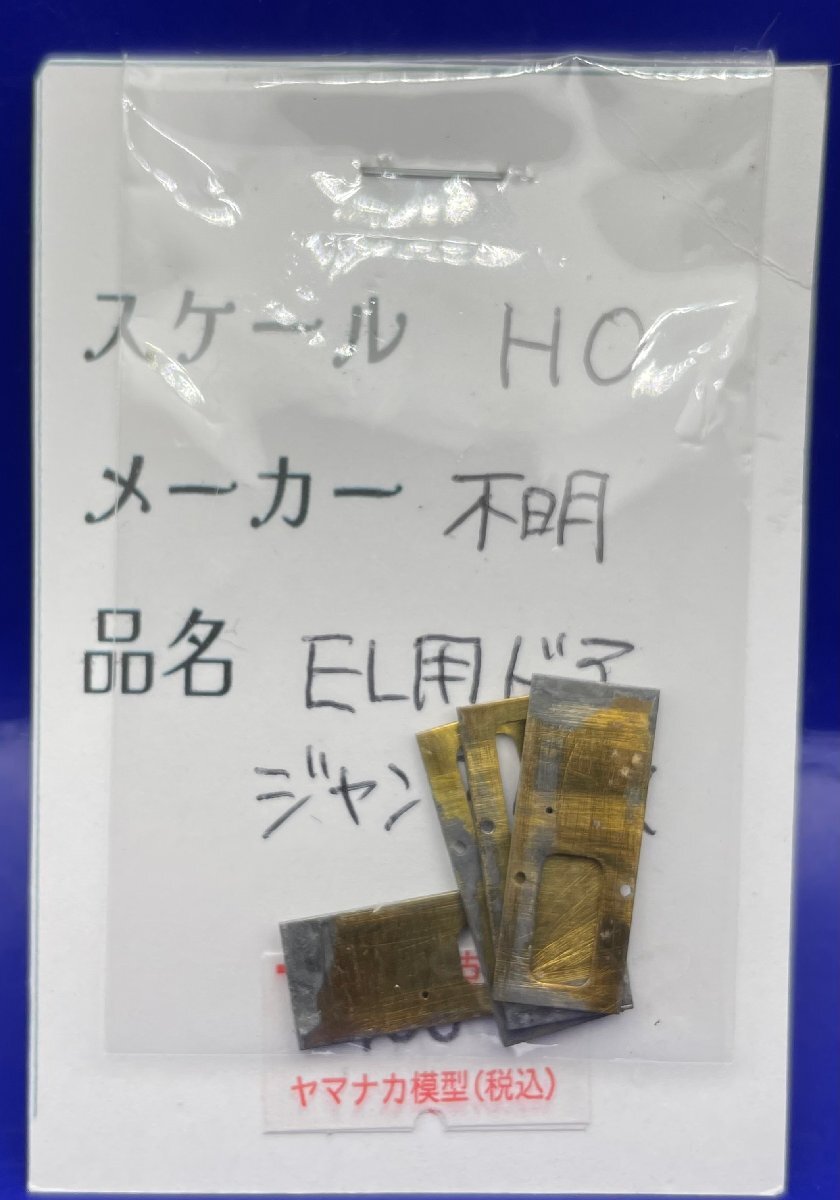 スケール HO
メーカー 不明
品名 EL用ドア
ジャン
ヤマナカ模型(税込)